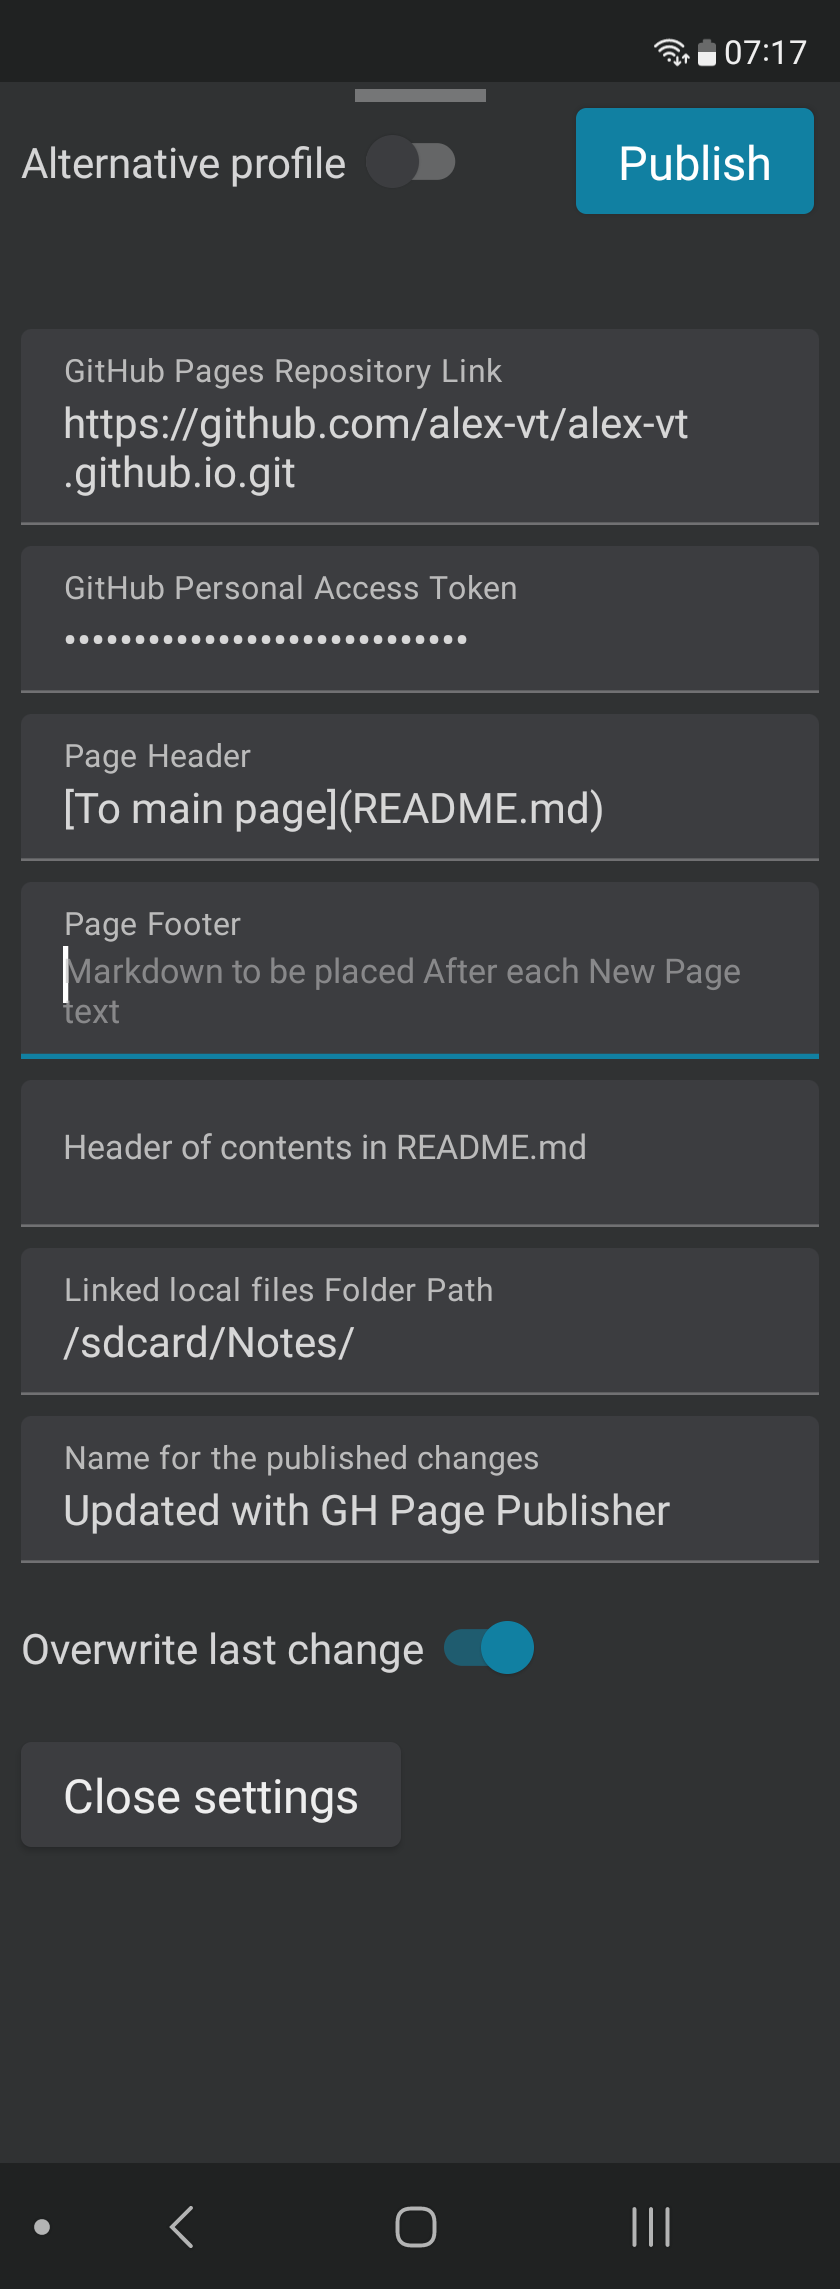 07:17
Alternative profile
Publish
GitHub Pages Repository Link
https://github.com/alex-vt/alex-vt
.github.io.git
GitHub Personal Access Token
•••••••••••••••••••••••••••••
Page Header
[To main page](README.md)
Page Footer
Markdown to be placed After each New Page
text
Header of contents in README.md
Linked local files Folder Path
/sdcard/Notes/
Name for the published changes
Updated with GH Page Publisher
Overwrite last change
Close settings